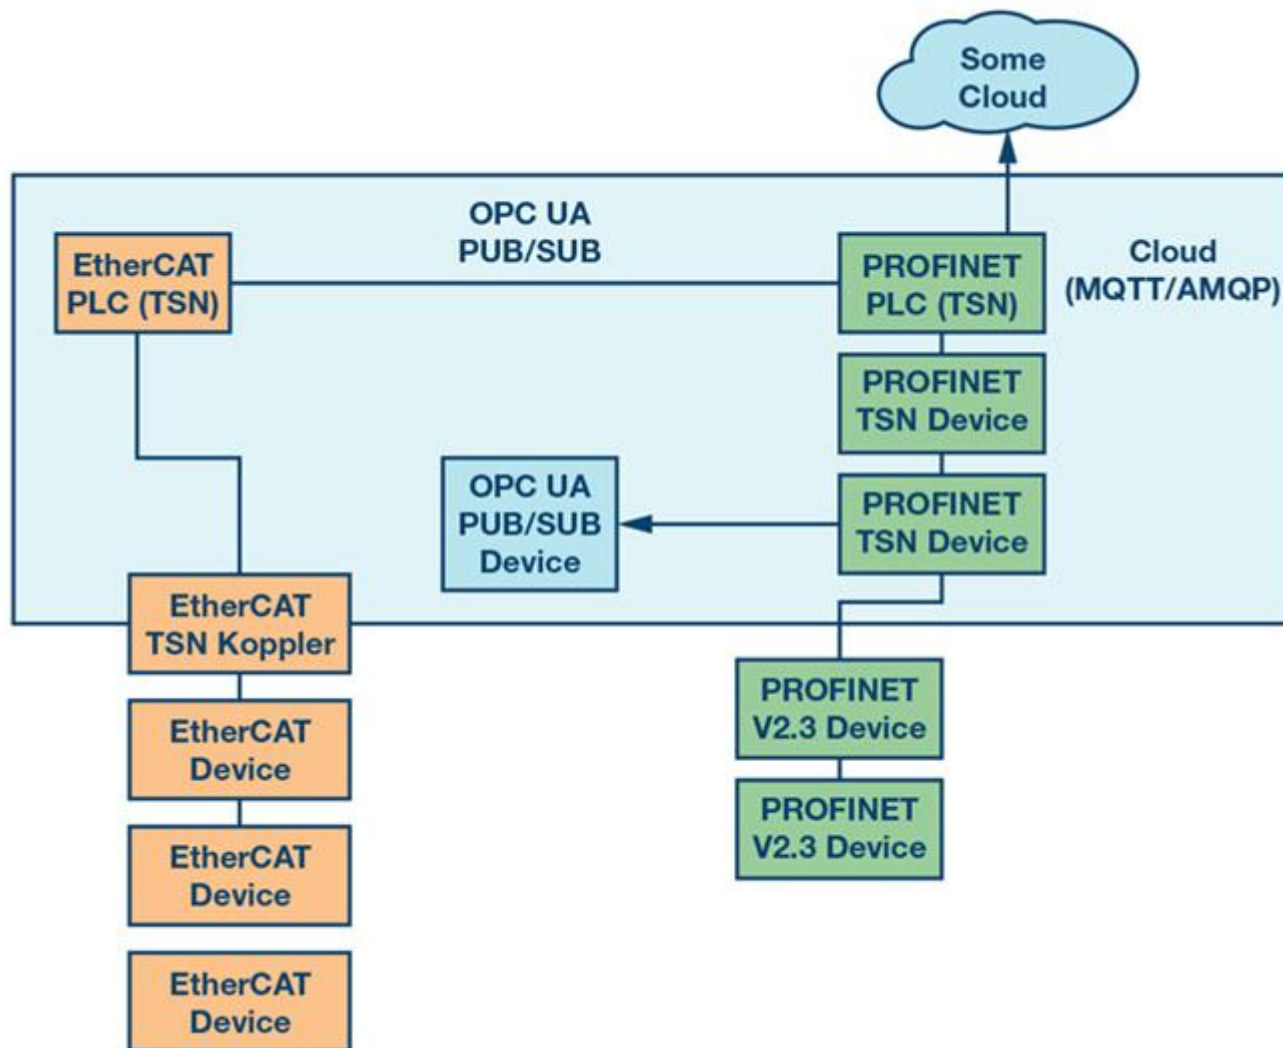 Some
Cloud
OPC UA
PUB/SUB
EtherCAT
PLC (TSN)
PROFINET
PLC (TSN)
Cloud
(MQTT/AMQP)
PROFINET
TSN Device
OPC UA
PUB/SUB
Device
PROFINET
TSN Device
EtherCAT
TSN Koppler
PROFINET
V2.3 Device
EtherCAT
Device
PROFINET
V2.3 Device
EtherCAT
Device
EtherCAT
Device